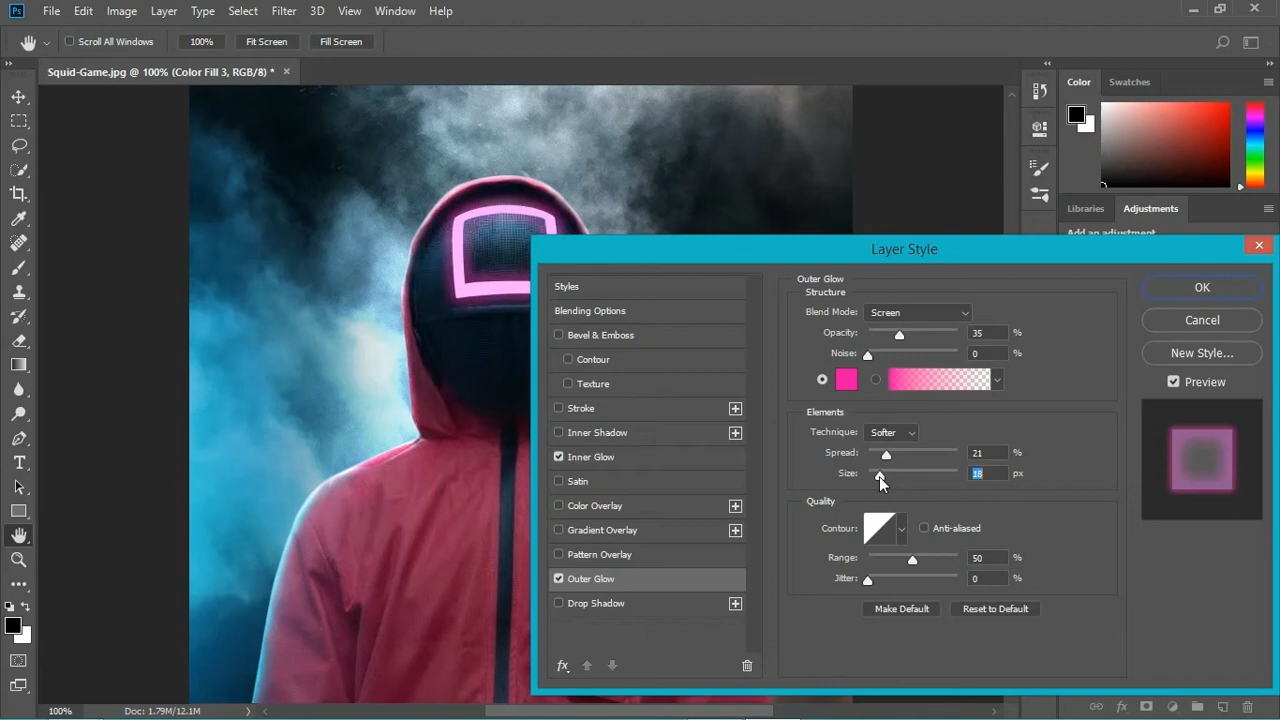 Ps File Edit Image Layer Type Select Filter 3D View Window Help
Scroll All Windows 100% Fit Screen Fill Screen
Squid-Game.jpg @ 100% (Color Fill 3, RGB/8) * ×
Color Swatches
Libraries Adjustments
Add an adjustment
Layer Style
Styles
Blending Options
Bevel & Emboss
Contour
Texture
Stroke
Inner Shadow
Inner Glow
Satin
Color Overlay
Gradient Overlay
Pattern Overlay
Outer Glow
Drop Shadow
fx
Outer Glow
Structure
Blend Mode: Screen
Opacity: 35 %
Noise: 0 %
Elements
Technique: Softer
Spread: 21 %
Size: 18 px
Quality
Contour: Anti-aliased
Range: 50 %
Jitter: 0 %
Make Default Reset to Default
OK
Cancel
New Style...
Preview
100% Doc: 1.79M/12.1M
fx